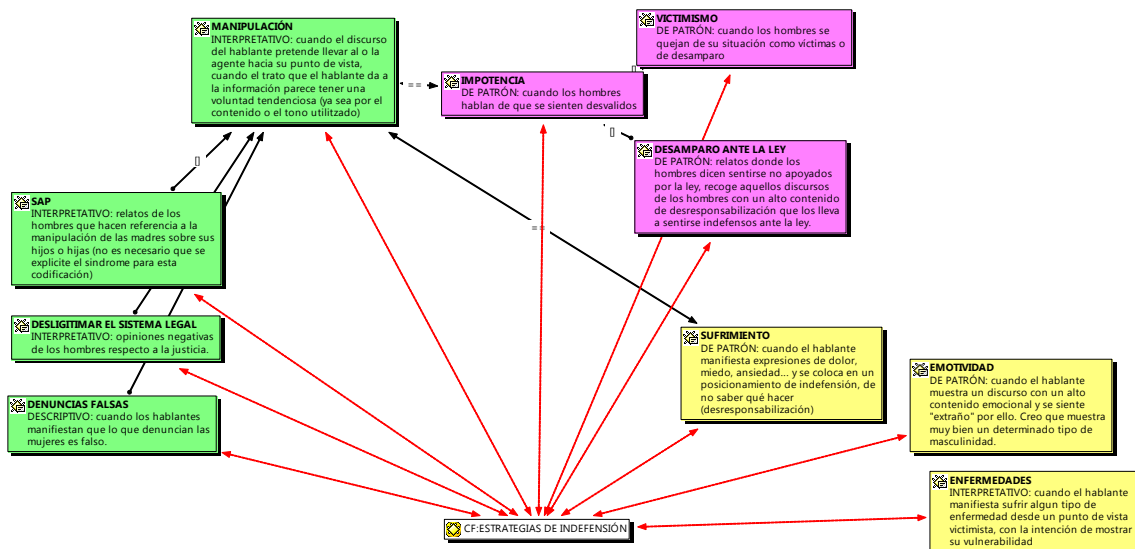 MANIPULACIÓN
INTERPRETATIVO: cuando el discurso
del hablante pretende llevar al o la
agente hacia su punto de vista,
cuando el trato que el hablante da a
la información parece tener una
voluntad tendenciosa (ya sea por el
contenido o el tono utilitzado)
==
IMPOTENCIA
DE PATRÓN: cuando los hombres
hablan de que se sienten desvalidos
VICTIMISMO
DE PATRÓN: cuando los hombres se
quejan de su situación como víctimas o
de desamparo
DESAMPARO ANTE LA LEY
DE PATRÓN: relatos donde los
hombres dicen sentirse no apoyados
por la ley, recoge aquellos discursos
de los hombres con un alto contenido
de desresponsabilización que los lleva
a sentirse indefensos ante la ley.
SAP
INTERPRETATIVO: relatos de los
hombres que hacen referencia a la
manipulación de las madres sobre sus
hijos o hijas (no es necesario que se
explicite el sindrome para esta
codificación)
==
DESLIGITIMAR EL SISTEMA LEGAL
INTERPRETATIVO: opiniones negativas
de los hombres respecto a la justicia.
DENUNCIAS FALSAS
DESCRIPTIVO: cuando los hablantes
manifiestan que lo que denuncian las
mujeres es falso.
SUFRIMIENTO
DE PATRÓN: cuando el hablante
manifiesta expresiones de dolor,
miedo, ansiedad... y se coloca en un
posicionamiento de indefensión, de
no saber qué hacer
(desresponsabilización)
EMOTIVIDAD
DE PATRÓN: cuando el hablante
muestra un discurso con un alto
contenido emocional y se siente
"extraño" por ello. Creo que muestra
muy bien un determinado tipo de
masculinidad.
ENFERMEDADES
INTERPRETATIVO: cuando el hablante
manifiesta sufrir algun tipo de
enfermedad desde un punto de vista
victimista, con la intención de mostrar
su vulnerabilidad
CF:ESTRATEGIAS DE INDEFENSIÓN